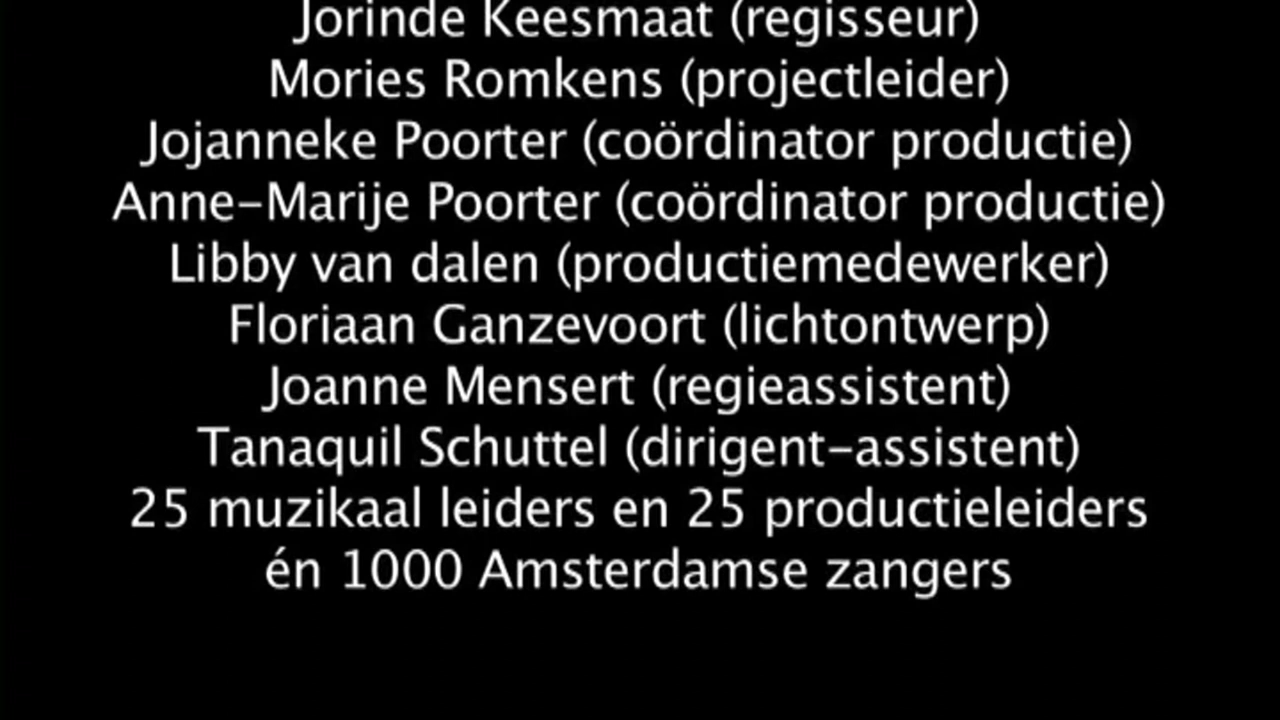 Jorinde Keesmaat (regisseur)
Mories Romkens (projectleider)
Jojanneke Poorter (coördinator productie)
Anne-Marije Poorter (coördinator productie)
Libby van dalen (productiemedewerker)
Floriaan Ganzevoort (lichtontwerp)
Joanne Mensert (regieassistent)
Tanaquil Schuttel (dirigent-assistent)
25 muzikaal leiders en 25 productieleiders
én 1000 Amsterdamse zangers